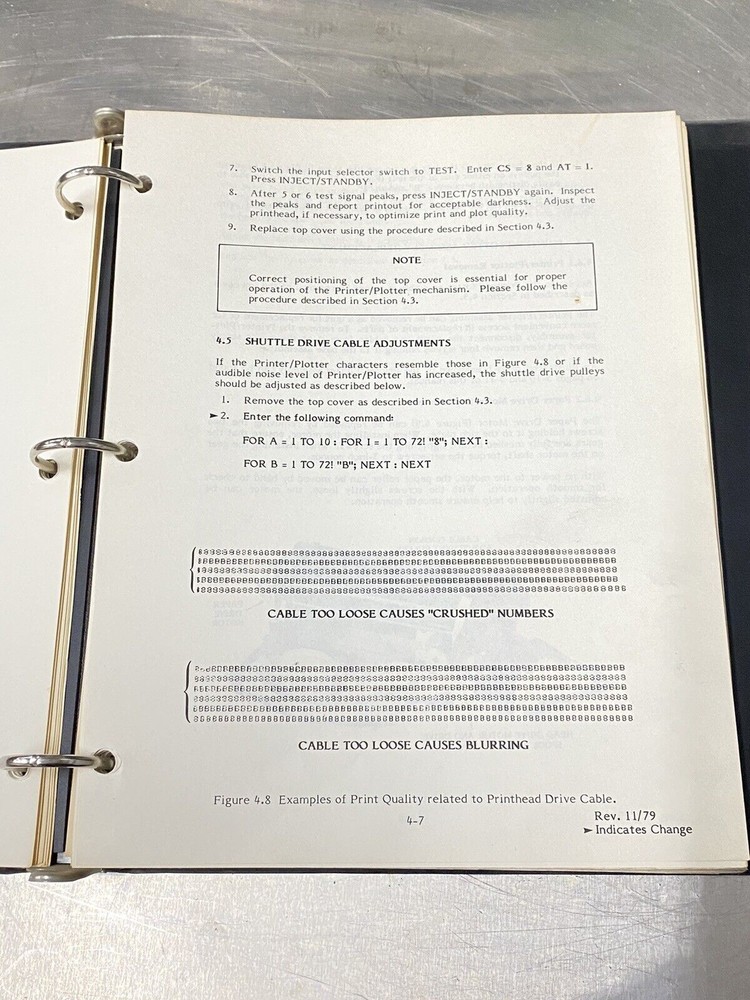 7. Switch the input selector switch to TEST. Enter CS = 8 and AT = 1.
Press INJECT/STANDBY.
8. After 5 or 6 test signal peaks, press INJECT/STANDBY again. Inspect
the peaks and report printout for acceptable darkness. Adjust the
printhead, if necessary, to optimize print and plot quality.
9. Replace top cover using the procedure described in Section 4.3.
NOTE
Correct positioning of the top cover is essential for proper
operation of the Printer/Plotter mechanism. Please follow the
procedure described in Section 4.3.
4.5 SHUTTLE DRIVE CABLE ADJUSTMENTS
If the Printer/Plotter characters resemble those in Figure 4.8 or if the
audible noise level of Printer/Plotter has increased, the shuttle drive pulleys
should be adjusted as described below.
1. Remove the top cover as described in Section 4.3.
►2. Enter the following command:
FOR A = 1 TO 10 : FOR I = 1 TO 72! "8"; NEXT :
FOR B = 1 TO 72! "B"; NEXT : NEXT
CABLE TOO LOOSE CAUSES "CRUSHED" NUMBERS
CABLE TOO LOOSE CAUSES BLURRING
Figure 4.8 Examples of Print Quality related to Printhead Drive Cable.
4-7
Rev. 11/79
►Indicates Change